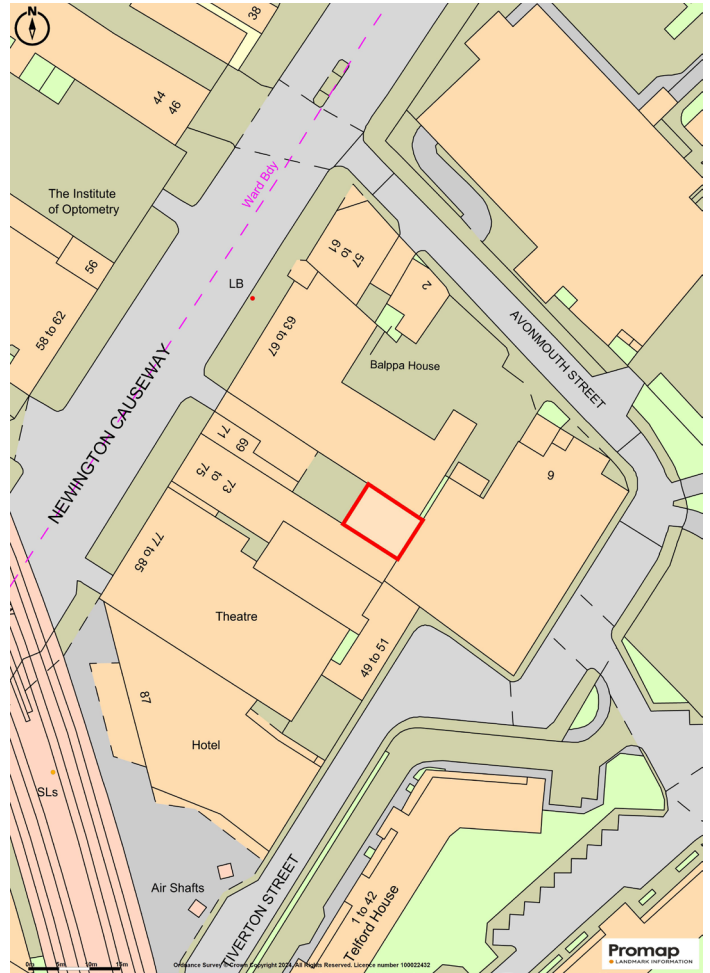 N
38
44
46
The Institute
of Optometry
Ward Bdy
56
57
to
61
2
LB
58 to 62
63 to 67
Balppa House
AVONMOUTH STREET
NEWINGTON CAUSEWAY
71
69
73
to
75
9
77 to 85
Theatre
49 to 51
87
Hotel
SLs
Air Shafts
TIVERTON STREET
1 to 42
Telford House
0m 5m 10m 15m
Ordnance Survey © Crown Copyright 2024. All Rights Reserved. Licence number 100022432
Promap
LANDMARK INFORMATION